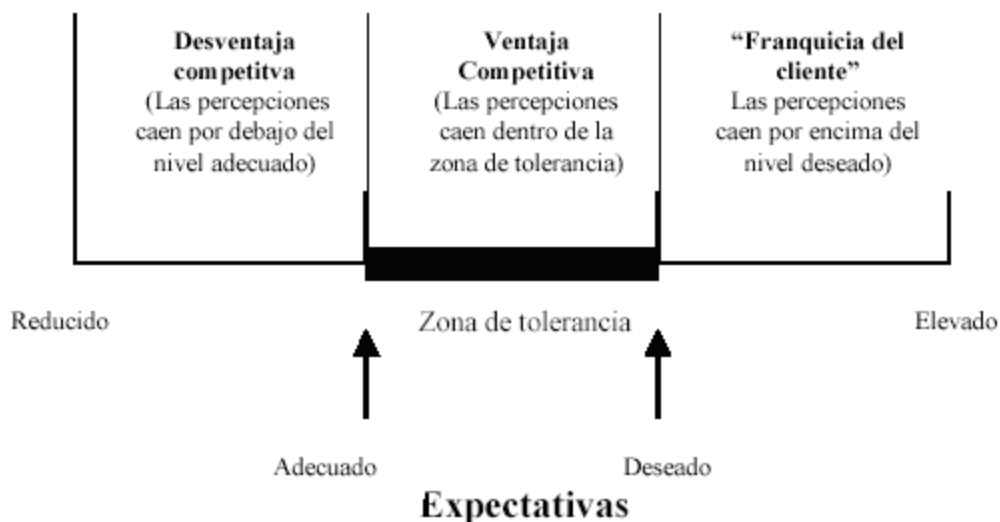 Desventaja
competitva
(Las percepciones
caen por debajo del
nivel adecuado)
Ventaja
Competitiva
(Las percepciones
caen dentro de la
zona de tolerancia)
“Franquicia del
cliente”
Las percepciones
caen por encima del
nivel deseado)
Reducido
Zona de tolerancia
Elevado
Adecuado
Deseado
Expectativas